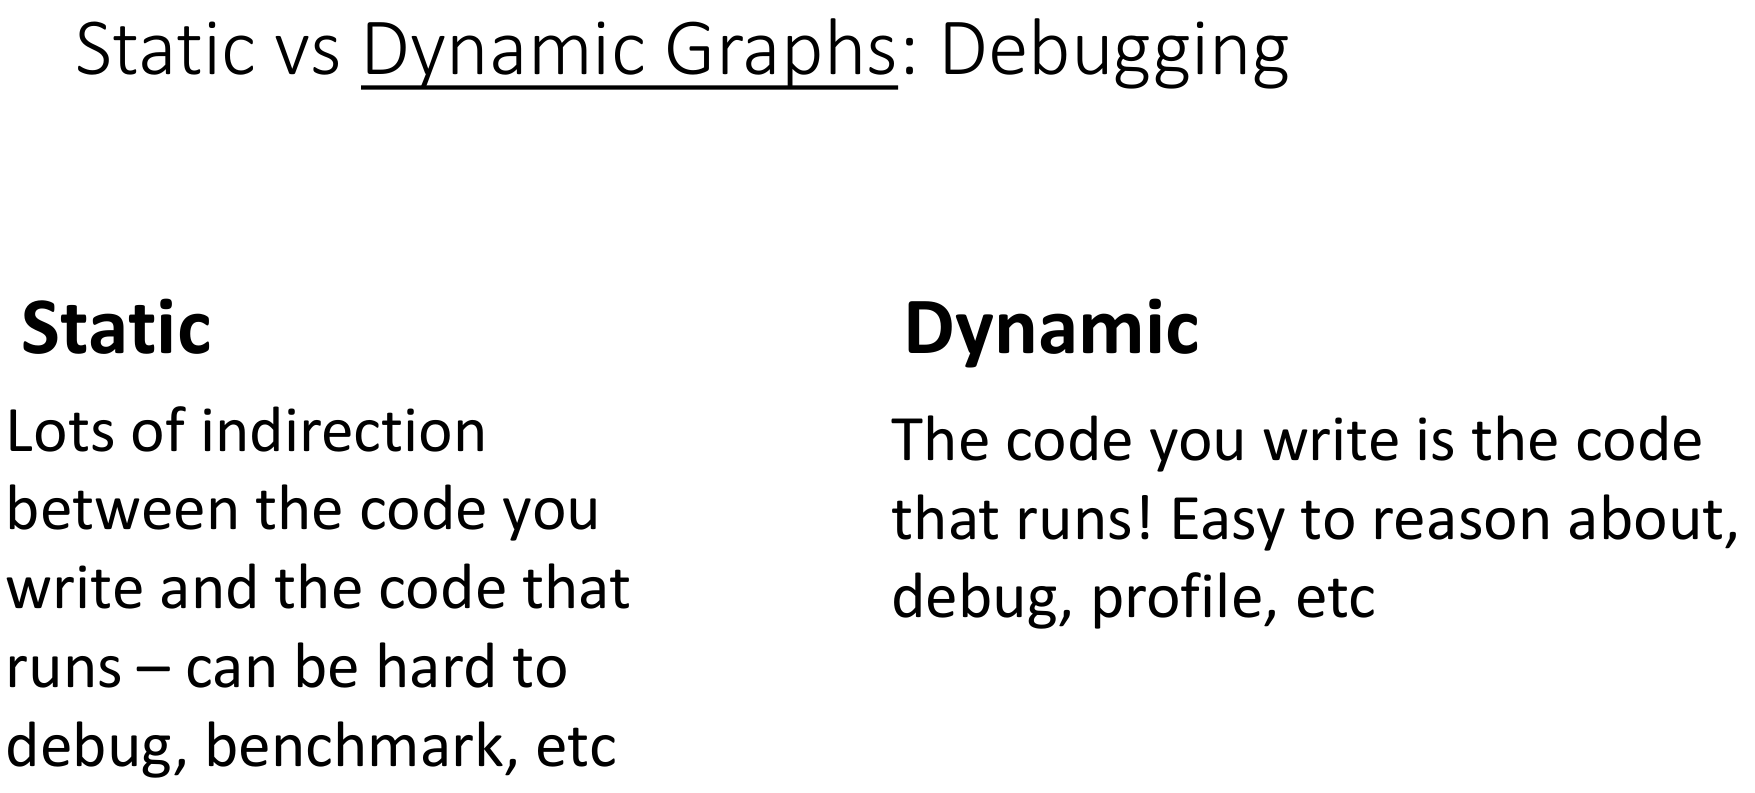 Static vs Dynamic Graphs: Debugging
Static
Lots of indirection
between the code you
write and the code that
runs – can be hard to
debug, benchmark, etc
Dynamic
The code you write is the code
that runs! Easy to reason about,
debug, profile, etc